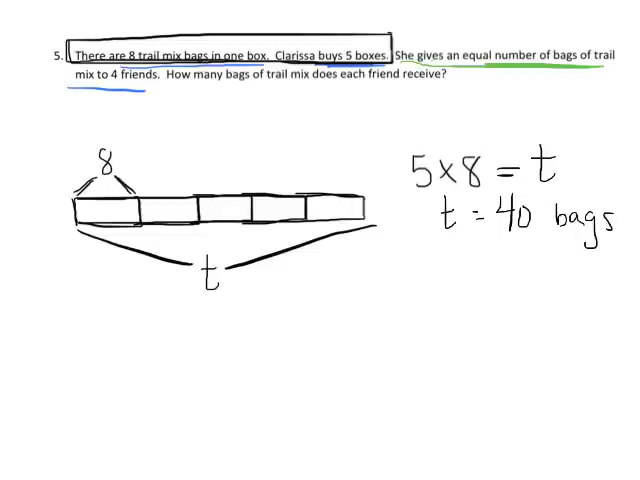 5. There are 8 trail mix bags in one box. Clarissa buys 5 boxes. She gives an equal number of bags of trail
mix to 4 friends. How many bags of trail mix does each friend receive?
8
5 × 8 = t
t = 40 bags
t